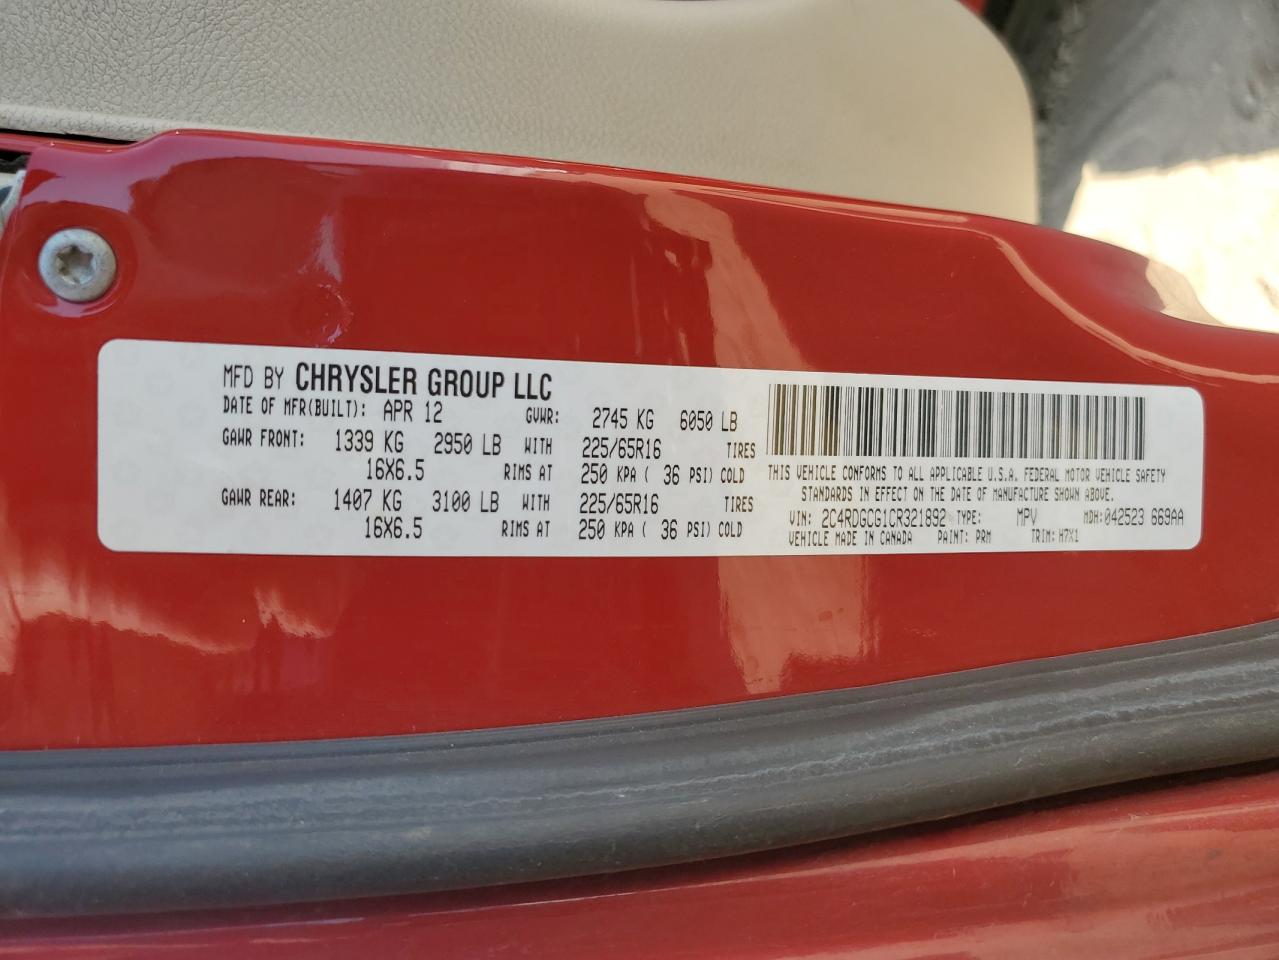 MFD BY CHRYSLER GROUP LLC
DATE OF MFR(BUILT): APR 12 GVWR: 2745 KG 6050 LB
GAWR FRONT: 1339 KG 2950 LB WITH 225/65R16 TIRES
16X6.5 RIMS AT 250 KPA ( 36 PSI) COLD
GAWR REAR: 1407 KG 3100 LB WITH 225/65R16 TIRES
16X6.5 RIMS AT 250 KPA ( 36 PSI) COLD
THIS VEHICLE CONFORMS TO ALL APPLICABLE U.S.A. FEDERAL MOTOR VEHICLE SAFETY
STANDARDS IN EFFECT ON THE DATE OF MANUFACTURE SHOWN ABOVE.
VIN: 2C4RDGCG1CR321892 TYPE: MPV MDH:042523 669AA
VEHICLE MADE IN CANADA PAINT: PRM TRIM: H7X1